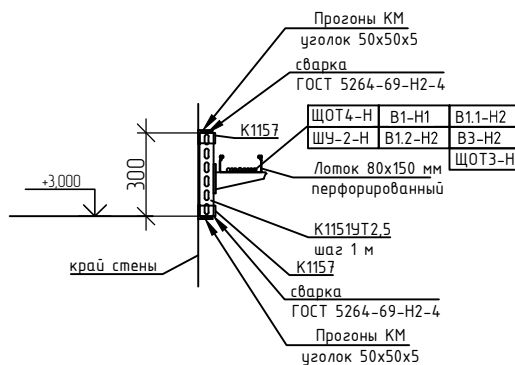 Прогоны КМ
уголок 50х50х5
сварка
ГОСТ 5264-69-Н2-4
К1157
ЩОТ4-Н В1-Н1 В1.1-Н2
ШУ-2-Н В1.2-Н2 В3-Н2
ЩОТ3-Н
Лоток 80х150 мм
перфорированный
300
+3,000
К1151УТ2,5
шаг 1 м
край стены
К1157
сварка
ГОСТ 5264-69-Н2-4
Прогоны КМ
уголок 50х50х5